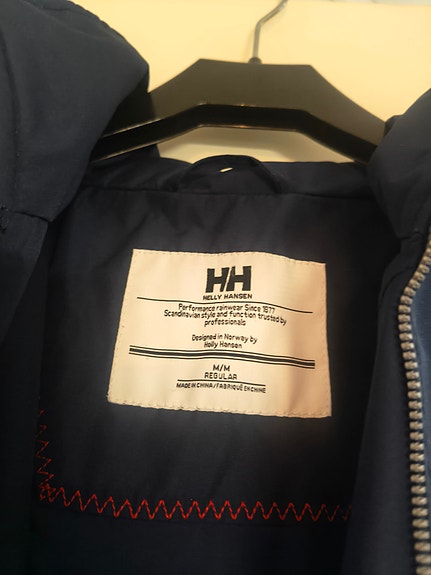 HH
HELLY HANSEN
Performance rainwear Since 1877
Scandinavian style and function trusted by
professionals
Designed in Norway by
Helly Hansen
M/M
REGULAR
MADE IN CHINA/FABRIQUÉ EN CHINE